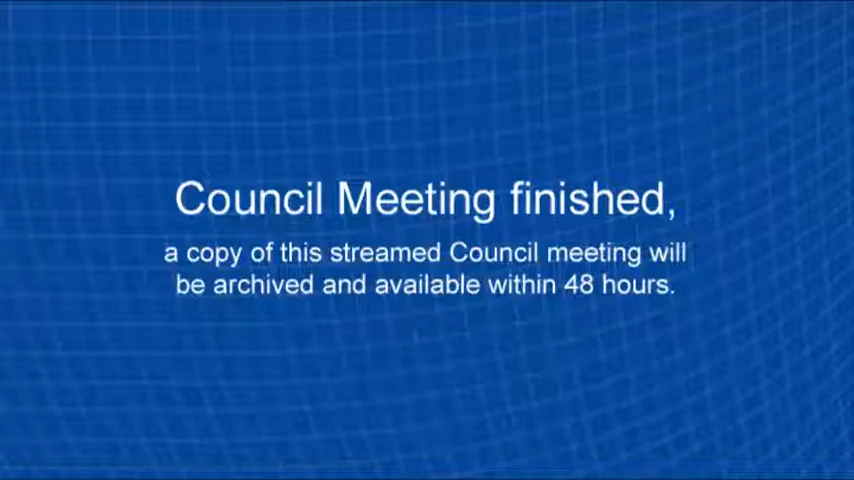 Council Meeting finished,
a copy of this streamed Council meeting will
be archived and available within 48 hours.